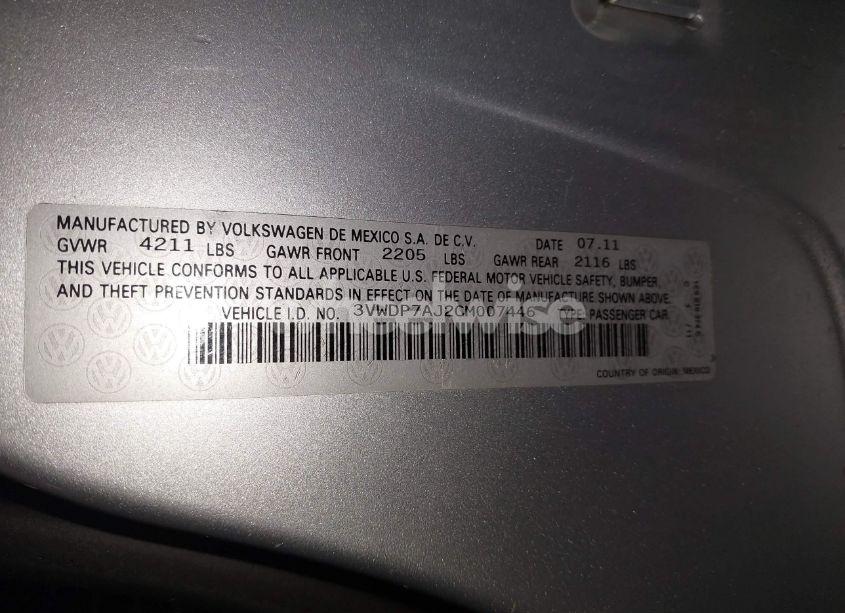 MANUFACTURED BY VOLKSWAGEN DE MEXICO S.A. DE C.V. DATE 07.11
GVWR 4211 LBS GAWR FRONT 2205 LBS GAWR REAR 2116 LBS
THIS VEHICLE CONFORMS TO ALL APPLICABLE U.S. FEDERAL MOTOR VEHICLE SAFETY, BUMPER,
AND THEFT PREVENTION STANDARDS IN EFFECT ON THE DATE OF MANUFACTURE SHOWN ABOVE.
VEHICLE I.D. NO. 3VWDP7AJ2CM007446 TYPE: PASSENGER CAR
COUNTRY OF ORIGIN: MEXICO